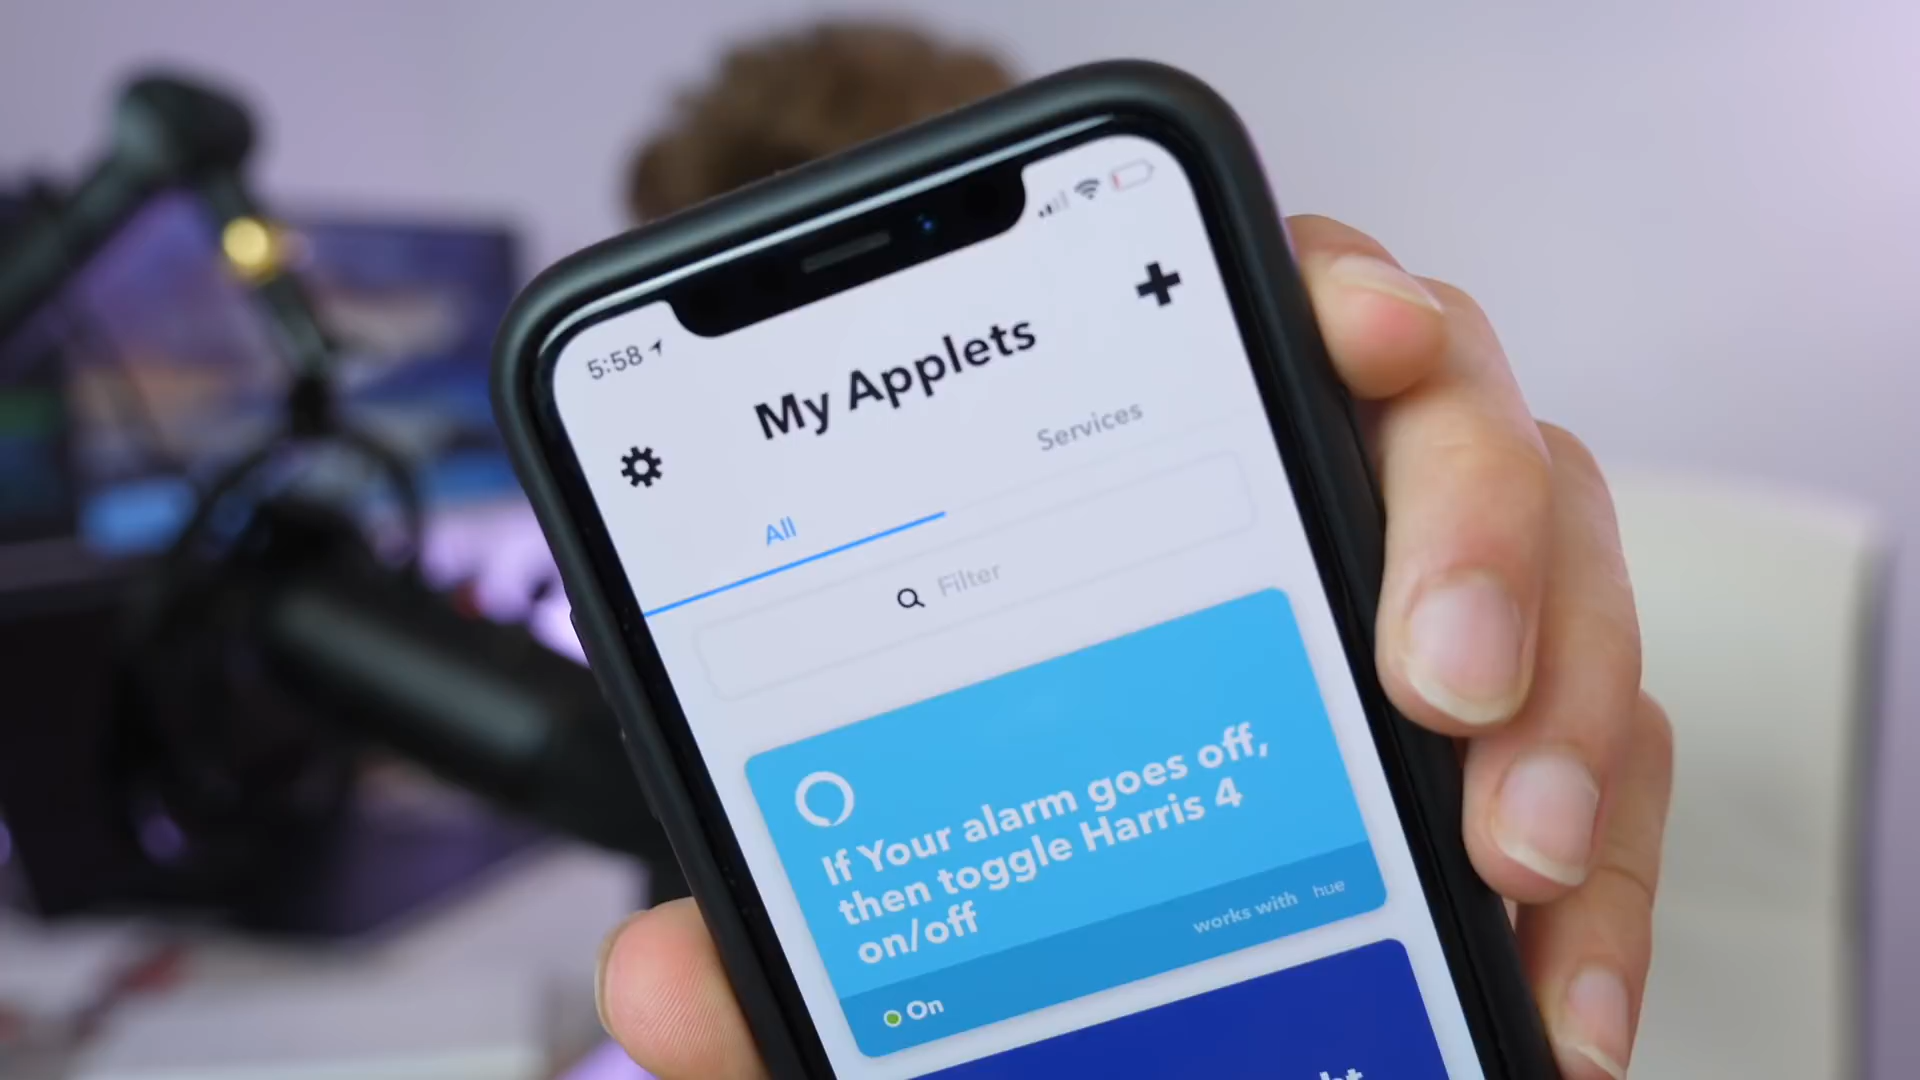 5:58
My Applets
All
Services
Filter
If Your alarm goes off,
then toggle Harris 4
on/off
works with hue
On